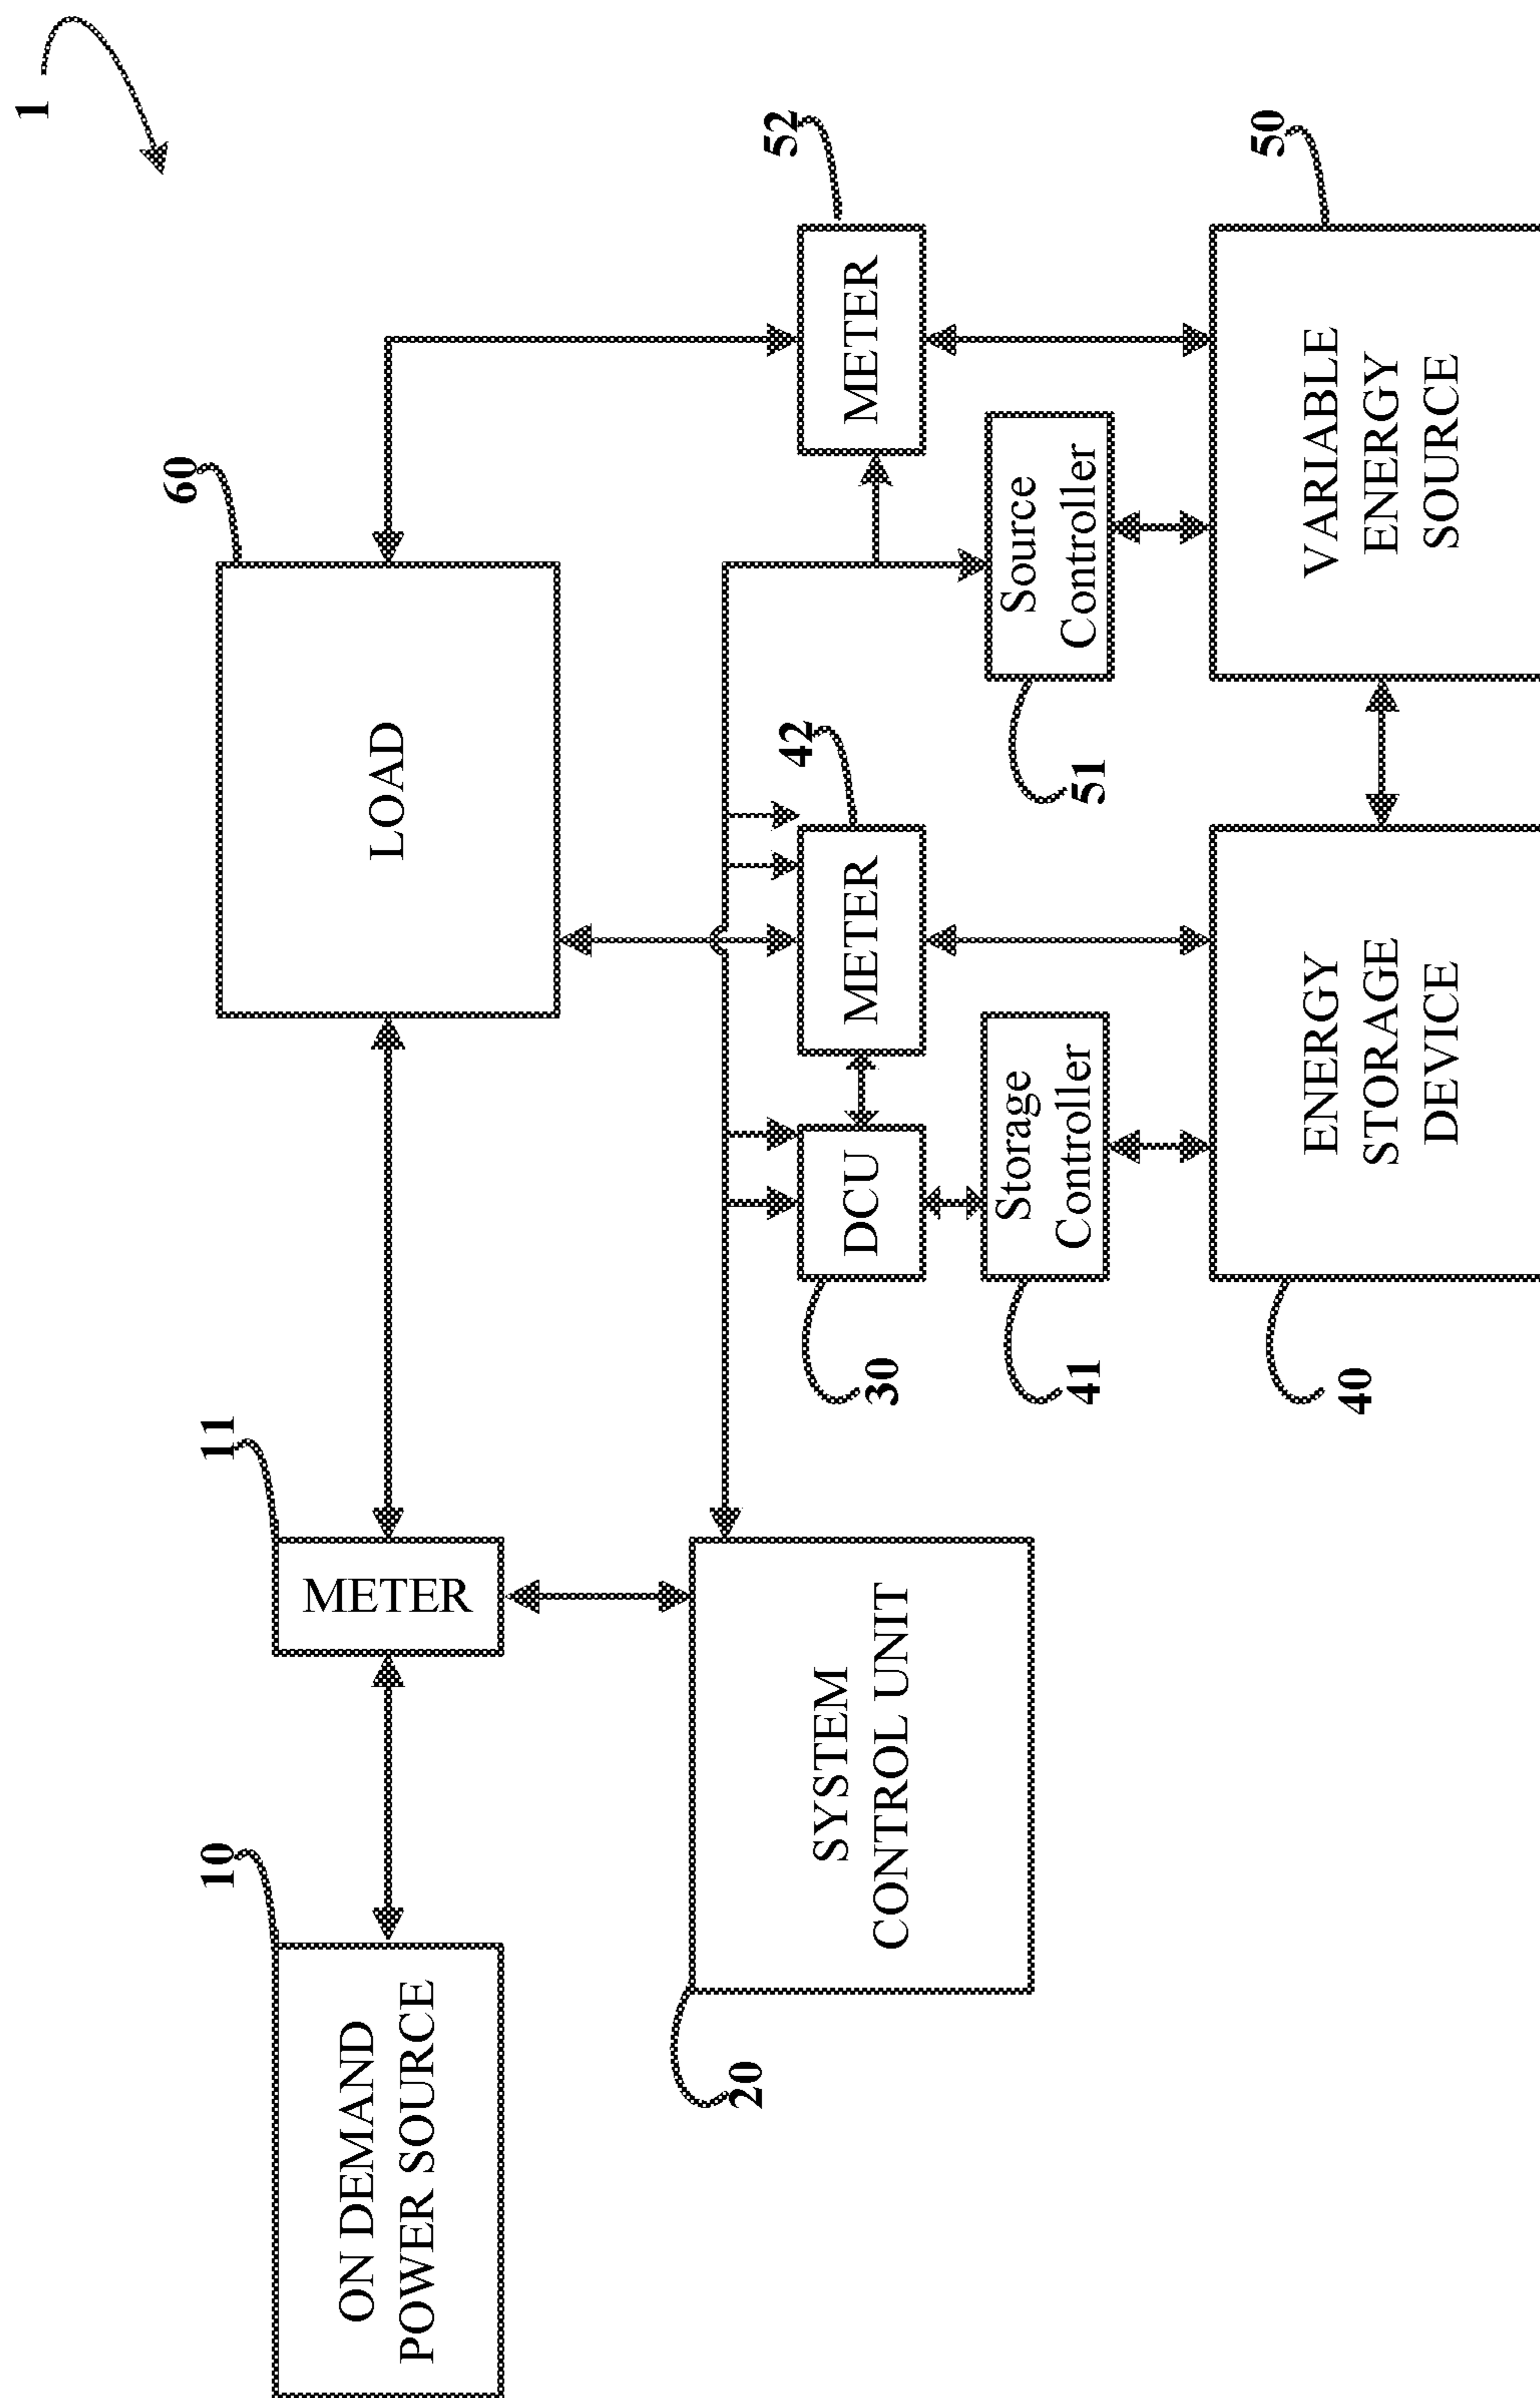 1
10
ON DEMAND
POWER SOURCE
11
METER
60
LOAD
20
SYSTEM
CONTROL UNIT
30
DCU
42
METER
52
METER
41
Storage
Controller
51
Source
Controller
40
ENERGY
STORAGE
DEVICE
50
VARIABLE
ENERGY
SOURCE